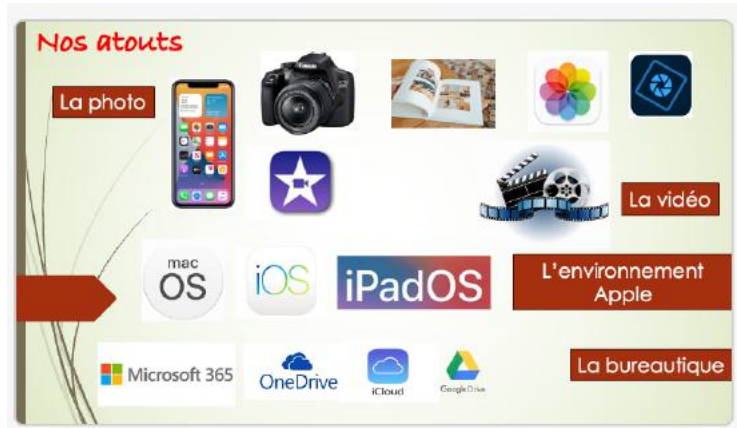 Nos atouts
La photo
Canon
La vidéo
mac
OS
iOS
iPadOS
L'environnement
Apple
Microsoft 365
OneDrive
iCloud
Google Drive
La bureautique